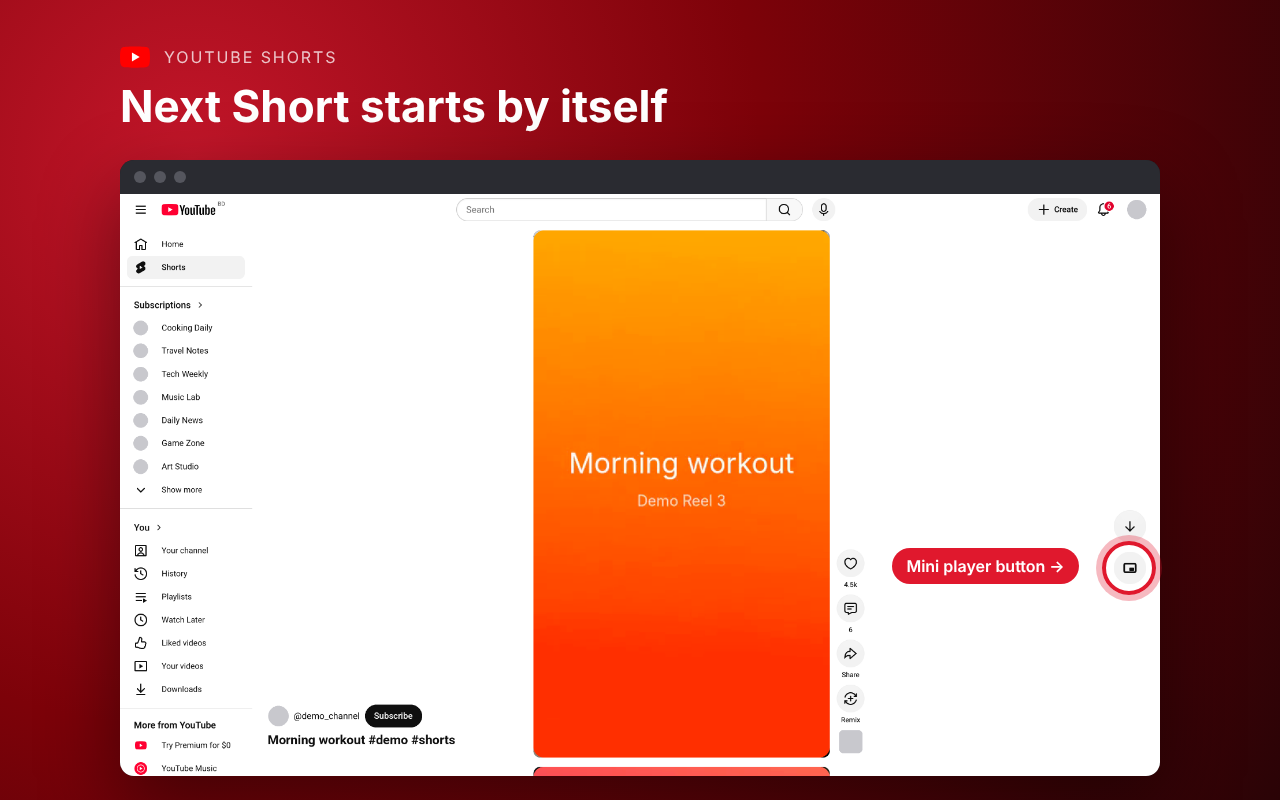 YOUTUBE SHORTS
Next Short starts by itself
YouTube BD
Search
Create
6
Home
Shorts
Subscriptions
Cooking Daily
Travel Notes
Tech Weekly
Music Lab
Daily News
Game Zone
Art Studio
Show more
You
Your channel
History
Playlists
Watch Later
Liked videos
Your videos
Downloads
More from YouTube
Try Premium for $0
YouTube Music
Morning workout
Demo Reel 3
@demo_channel
Subscribe
Morning workout #demo #shorts
4.5k
6
Share
Remix
Mini player button →